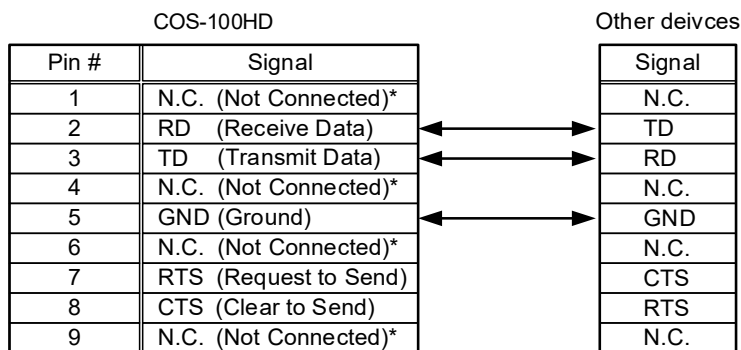 COS-100HD Other deivces
Pin # Signal Signal
1 N.C. (Not Connected)* N.C.
2 RD (Receive Data) TD
3 TD (Transmit Data) RD
4 N.C. (Not Connected)* N.C.
5 GND (Ground) GND
6 N.C. (Not Connected)* N.C.
7 RTS (Request to Send) CTS
8 CTS (Clear to Send) RTS
9 N.C. (Not Connected)* N.C.